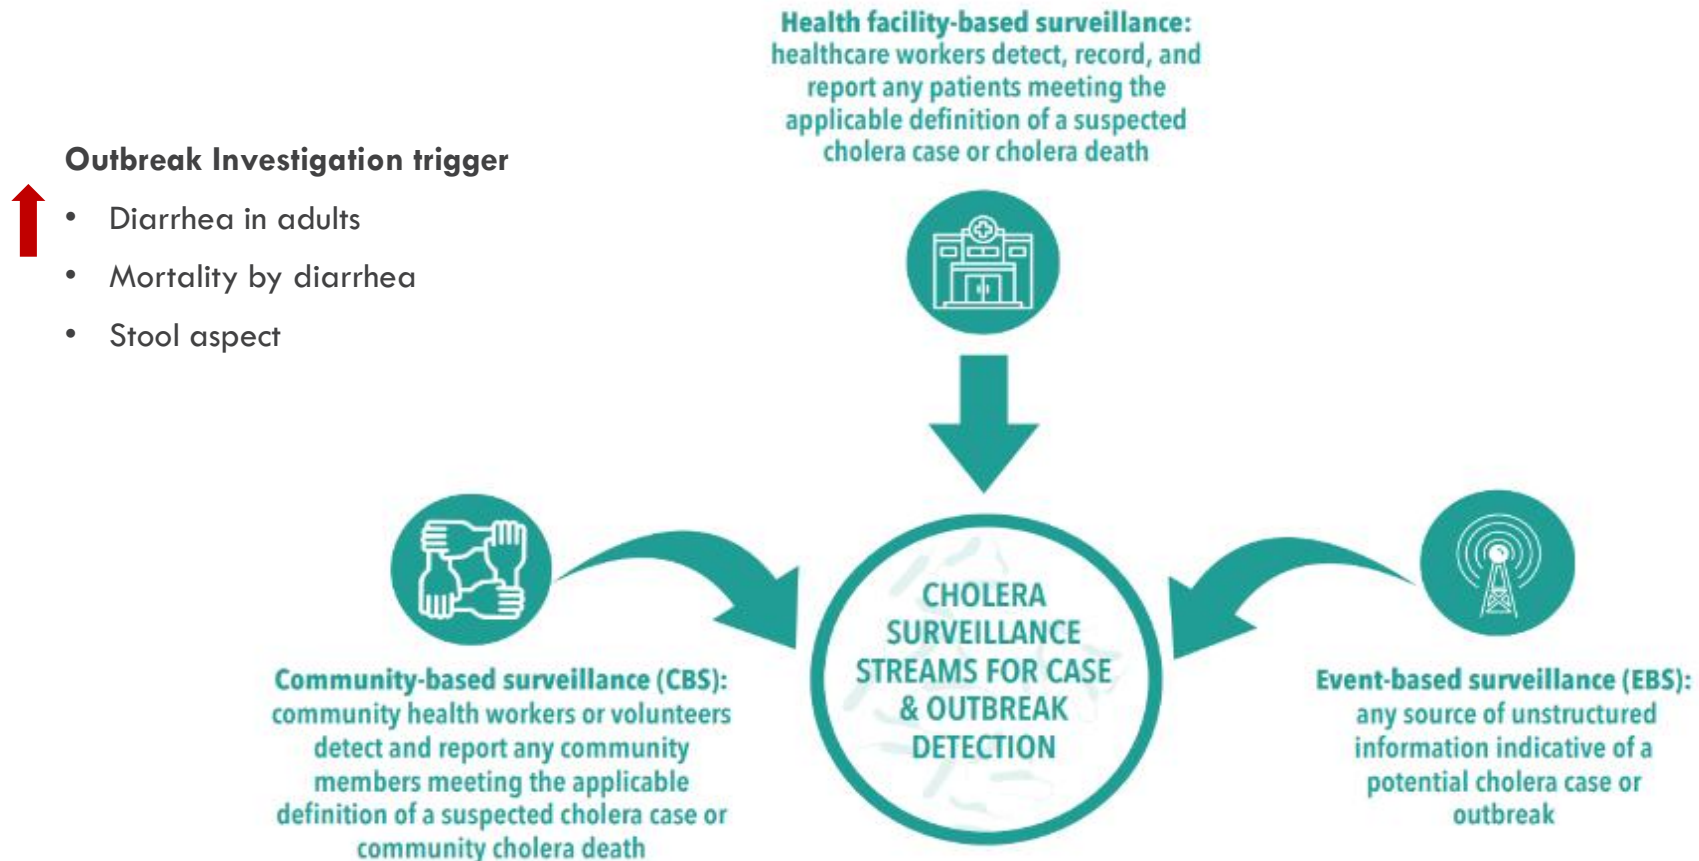 Health facility-based surveillance:
healthcare workers detect, record, and
report any patients meeting the
applicable definition of a suspected
cholera case or cholera death
Outbreak Investigation trigger
• Diarrhea in adults
• Mortality by diarrhea
• Stool aspect
CHOLERA
SURVEILLANCE
STREAMS FOR CASE
& OUTBREAK
DETECTION
Community-based surveillance (CBS):
community health workers or volunteers
detect and report any community
members meeting the applicable
definition of a suspected cholera case or
community cholera death
Event-based surveillance (EBS):
any source of unstructured
information indicative of a
potential cholera case or
outbreak